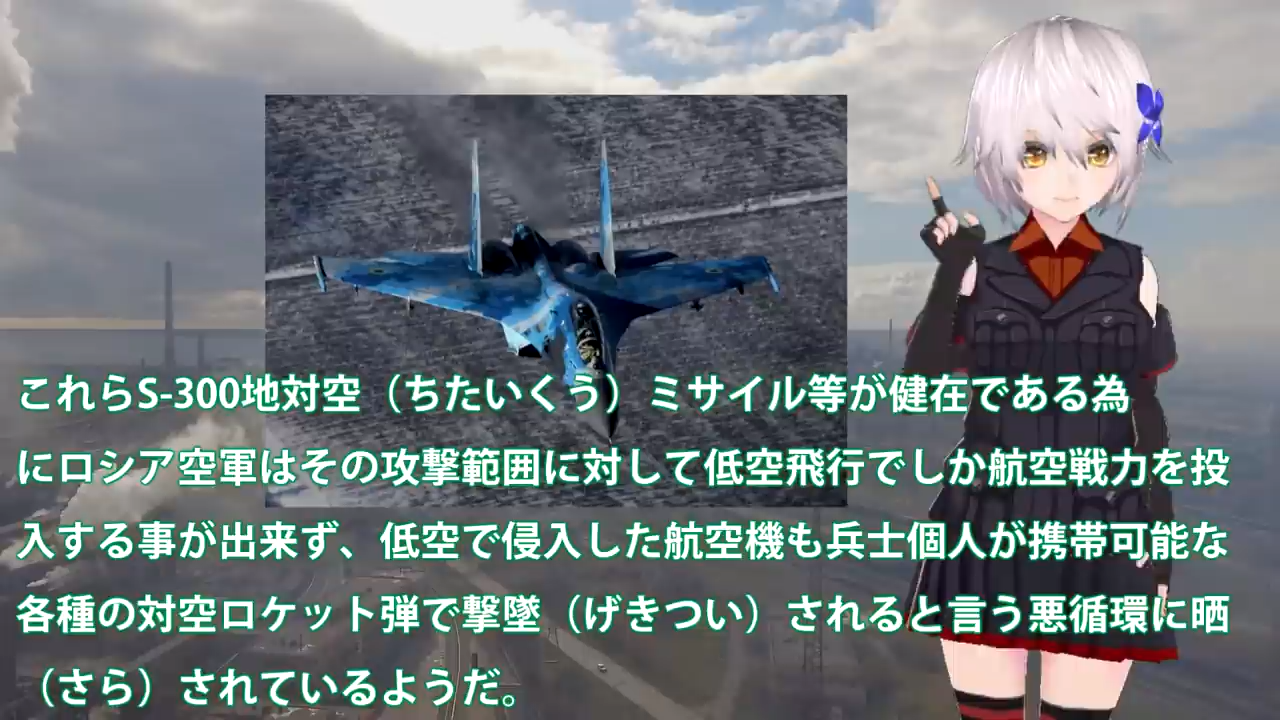 これらS-300地対空（ちたいくう）ミサイル等が健在である為
にロシア空軍はその攻撃範囲に対して低空飛行でしか航空戦力を投
入する事が出来ず、低空で侵入した航空機も兵士個人が携帯可能な
各種の対空ロケット弾で撃墜（げきつい）されると言う悪循環に晒
（さら）されているようだ。